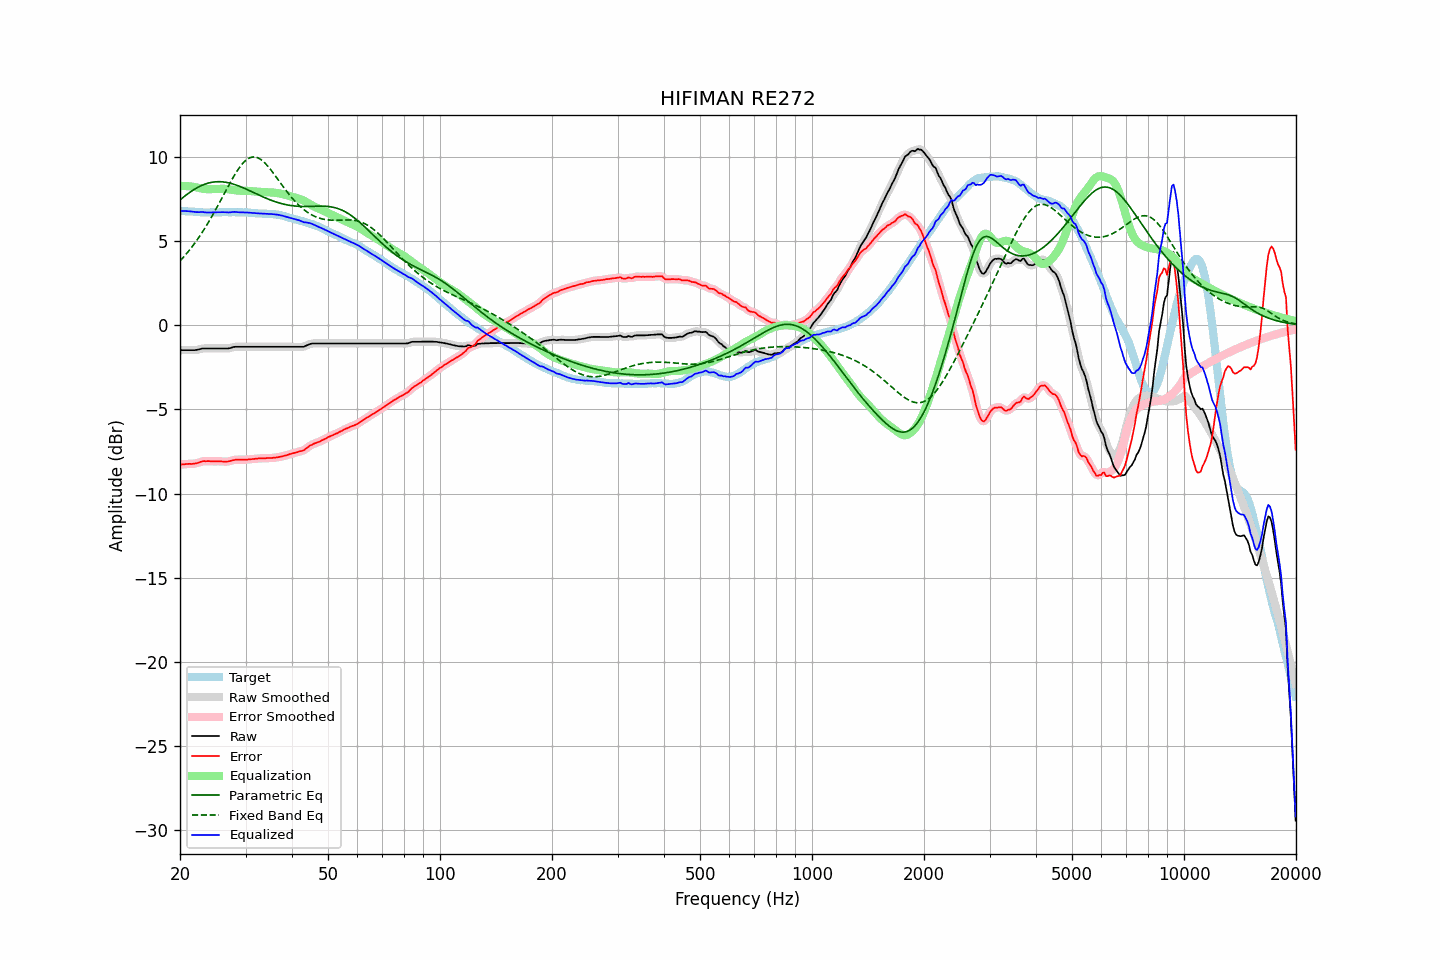 HIFIMAN RE272
Amplitude (dBr)
10
5
0
−5
−10
−15
−20
−25
−30
Target
Raw Smoothed
Error Smoothed
Raw
Error
Equalization
Parametric Eq
Fixed Band Eq
Equalized
20 50 100 200 500 1000 2000 5000 10000 20000
Frequency (Hz)